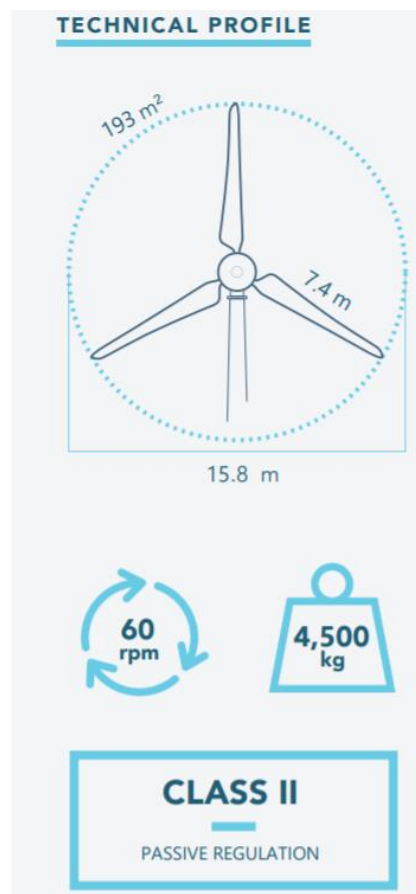 TECHNICAL PROFILE
193 m²
7.4 m
15.8 m
60
rpm
4,500
kg
CLASS II
PASSIVE REGULATION